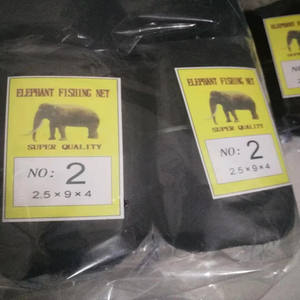 ELEPHANT FISHING NET
SUPER QUALITY
NO: 2
2.5×9×4
ELEPHANT FISHING NET
SUPER QUALITY
NO: 2
2.5×9×4